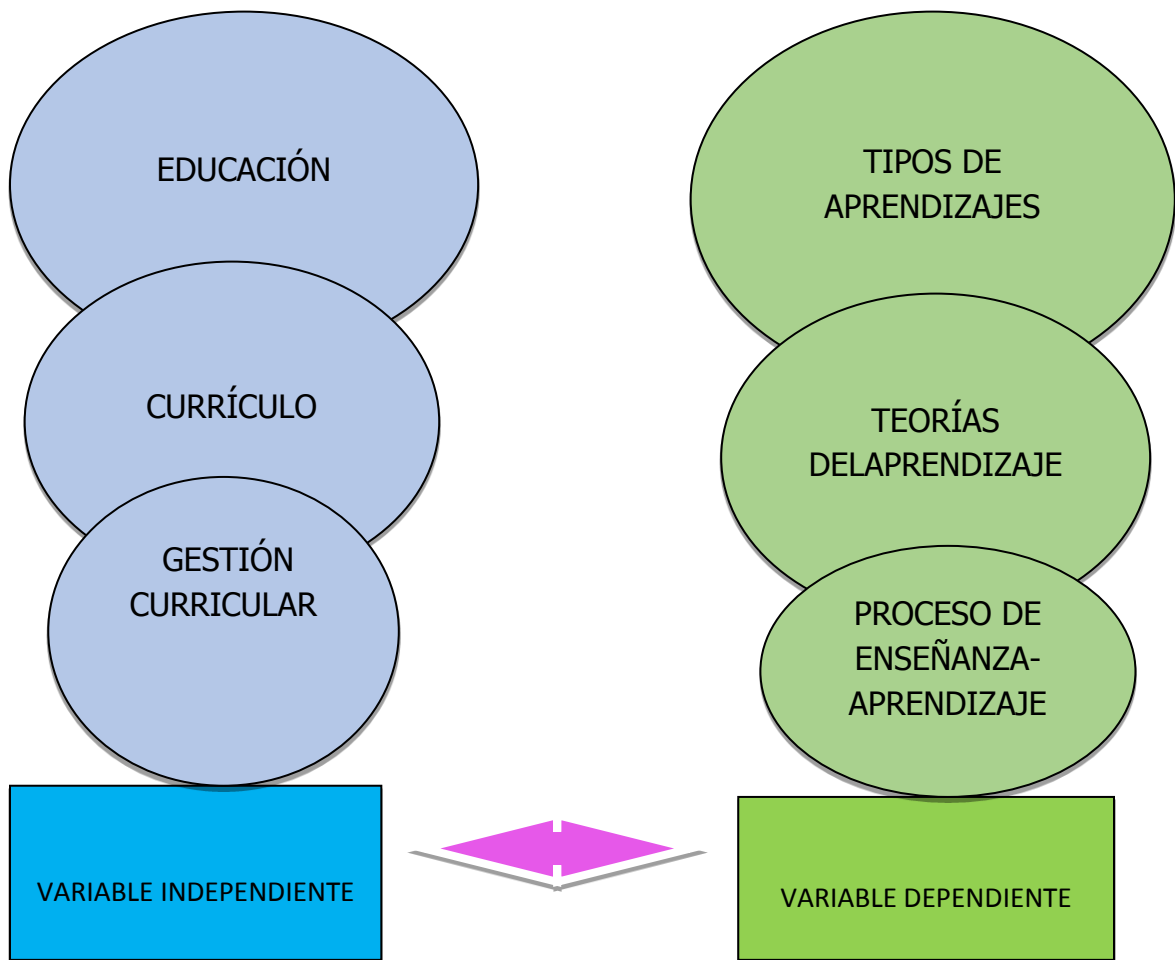 EDUCACIÓN
CURRÍCULO
GESTIÓN
CURRICULAR
VARIABLE INDEPENDIENTE
TIPOS DE
APRENDIZAJES
TEORÍAS
DELAPRENDIZAJE
PROCESO DE
ENSEÑANZA-
APRENDIZAJE
VARIABLE DEPENDIENTE